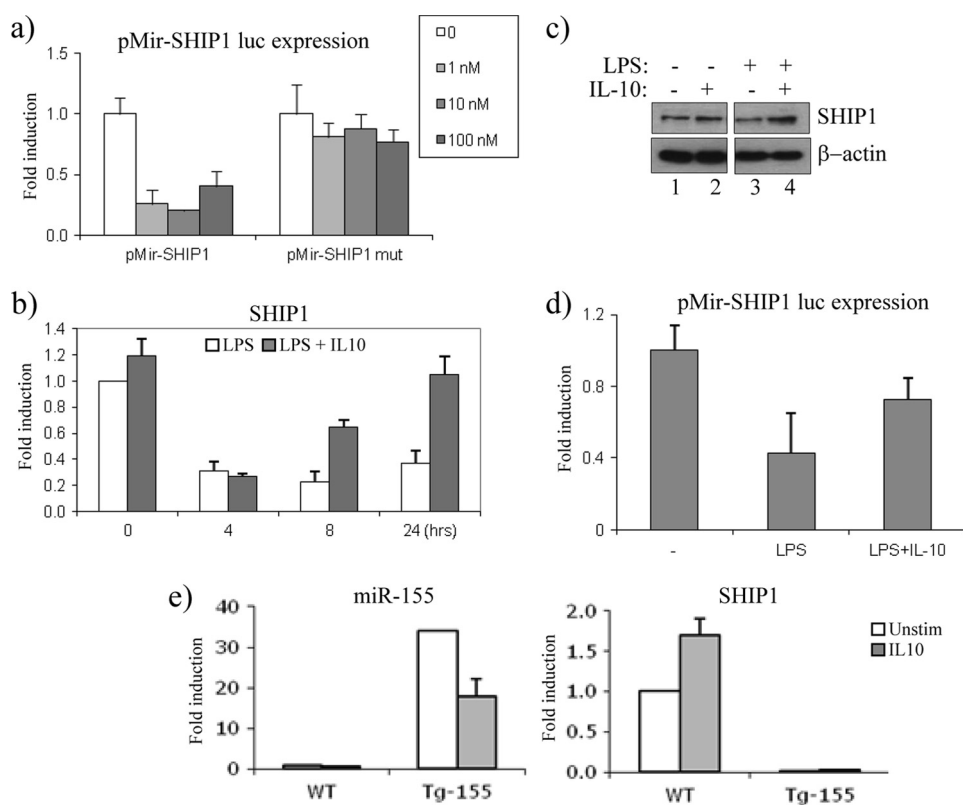 a)
pMir-SHIP1 luc expression
Fold induction
1.5
1.0
0.5
0.0
pMir-SHIP1
pMir-SHIP1 mut
0
1 nM
10 nM
100 nM
c)
LPS: - - + +
IL-10: - + - +
SHIP1
β–actin
1 2 3 4
b)
SHIP1
LPS LPS + IL10
Fold induction
1.4
1.2
1.0
0.8
0.6
0.4
0.2
0.0
0 4 8 24 (hrs)
d)
pMir-SHIP1 luc expression
Fold induction
1.2
0.8
0.4
0
- LPS LPS+IL-10
e)
miR-155
Fold induction
40
30
20
10
0
WT Tg-155
SHIP1
Fold induction
2.0
1.5
1.0
0.5
0.0
WT Tg-155
Unstim
IL10